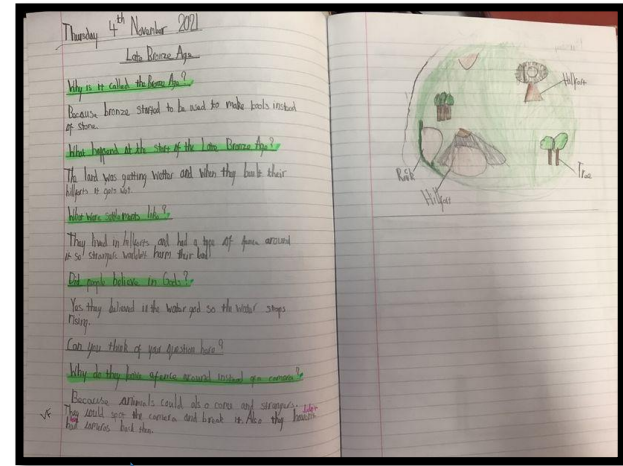 Thursday 4th November 2021
Late Bronze Age
Why is it called the Bronze Age?
Because bronze started to be used to make tools instead
of stone.
What happend at the start of the Late Bronze Age?
The land was getting wetter and when they built their
hillforts it got wet.
What were settlements like?
They lived in hillforts and had a type of fence around
it so strangers wouldn't harm their land
Did people believe in Gods?
Yes they believed in the water god so the water stops
rising.
Can you think of your question here?
Why do they have a fence around instead of a camera?
Because animals could also come and strangers.
They would spot the camera and break it. Also they
had cameras back then.
Hillfort
Tree
Rock
Hillfort